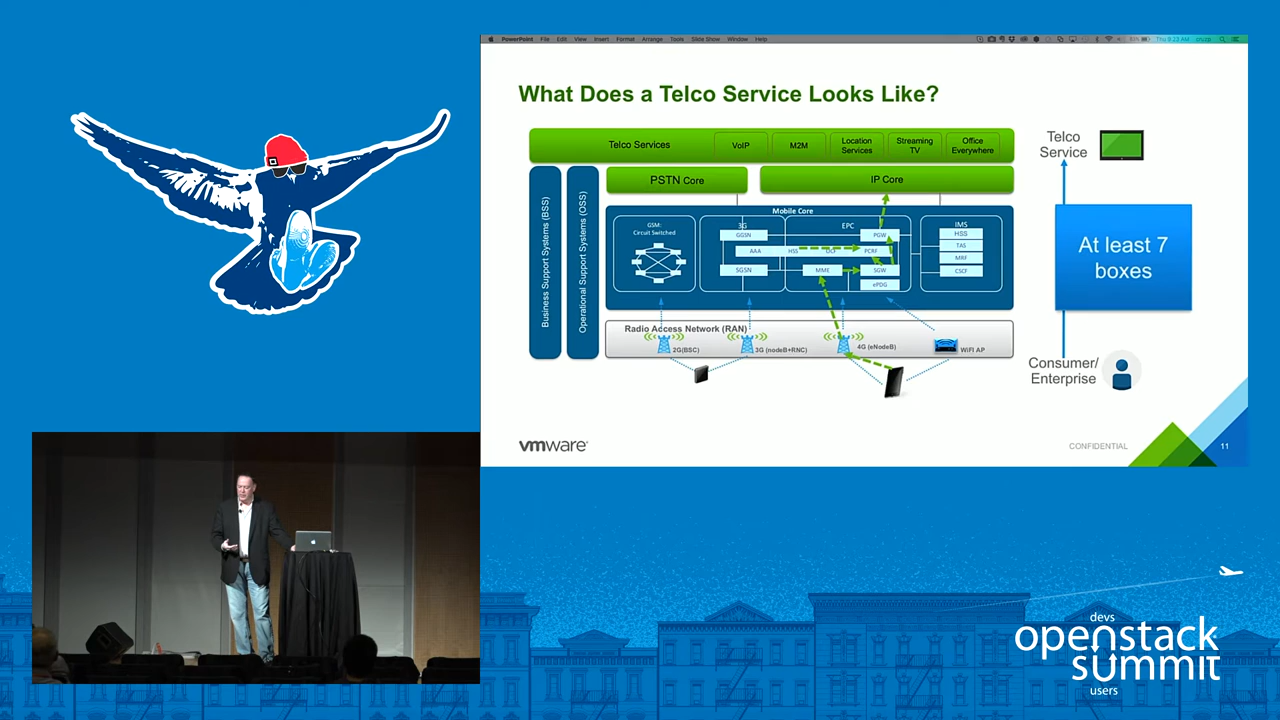 PowerPoint File Edit View Insert Format Arrange Tools Slide Show Window Help
Thu 9:23 AM
What Does a Telco Service Looks Like?
Telco Services
VoIP
M2M
Location
Services
Streaming
TV
Office
Everywhere
Business Support Systems (BSS)
Operational Support Systems (OSS)
PSTN Core
IP Core
Mobile Core
GSM:
Circuit Switched
3G
GGSN
AAA
HSS
SGSN
EPC
PGW
PCRF
MME
SGW
ePDG
IMS
HSS
TAS
MRF
CSCF
Radio Access Network (RAN)
2G(BSC)
3G (nodeB+RNC)
4G (eNodeB)
WiFI AP
Telco
Service
At least 7
boxes
Consumer/
Enterprise
vmware
CONFIDENTIAL
11
devs
openstack
summit
users